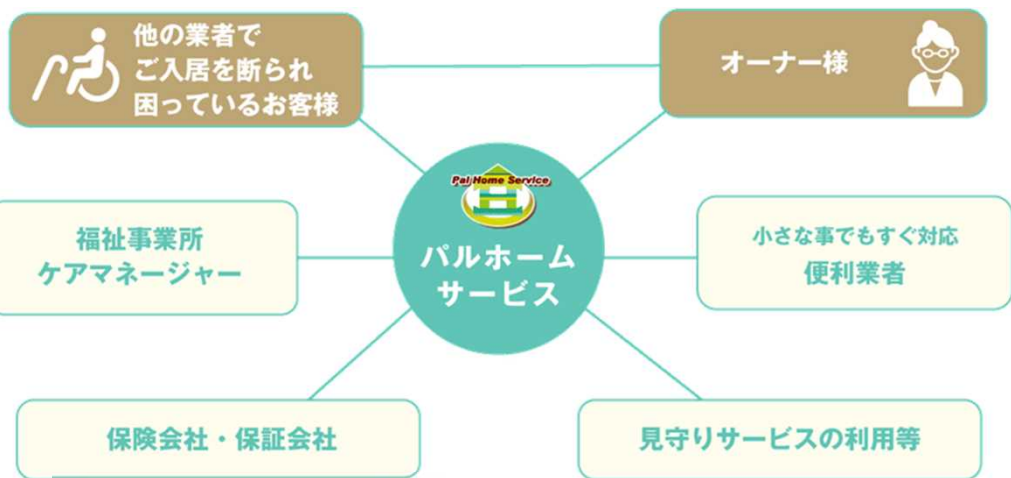 他の業者で
ご入居を断られ
困っているお客様
オーナー様
Pal Home Service
パルホーム
サービス
福祉事業所
ケアマネージャー
小さな事でもすぐ対応
便利業者
保険会社・保証会社
見守りサービスの利用等